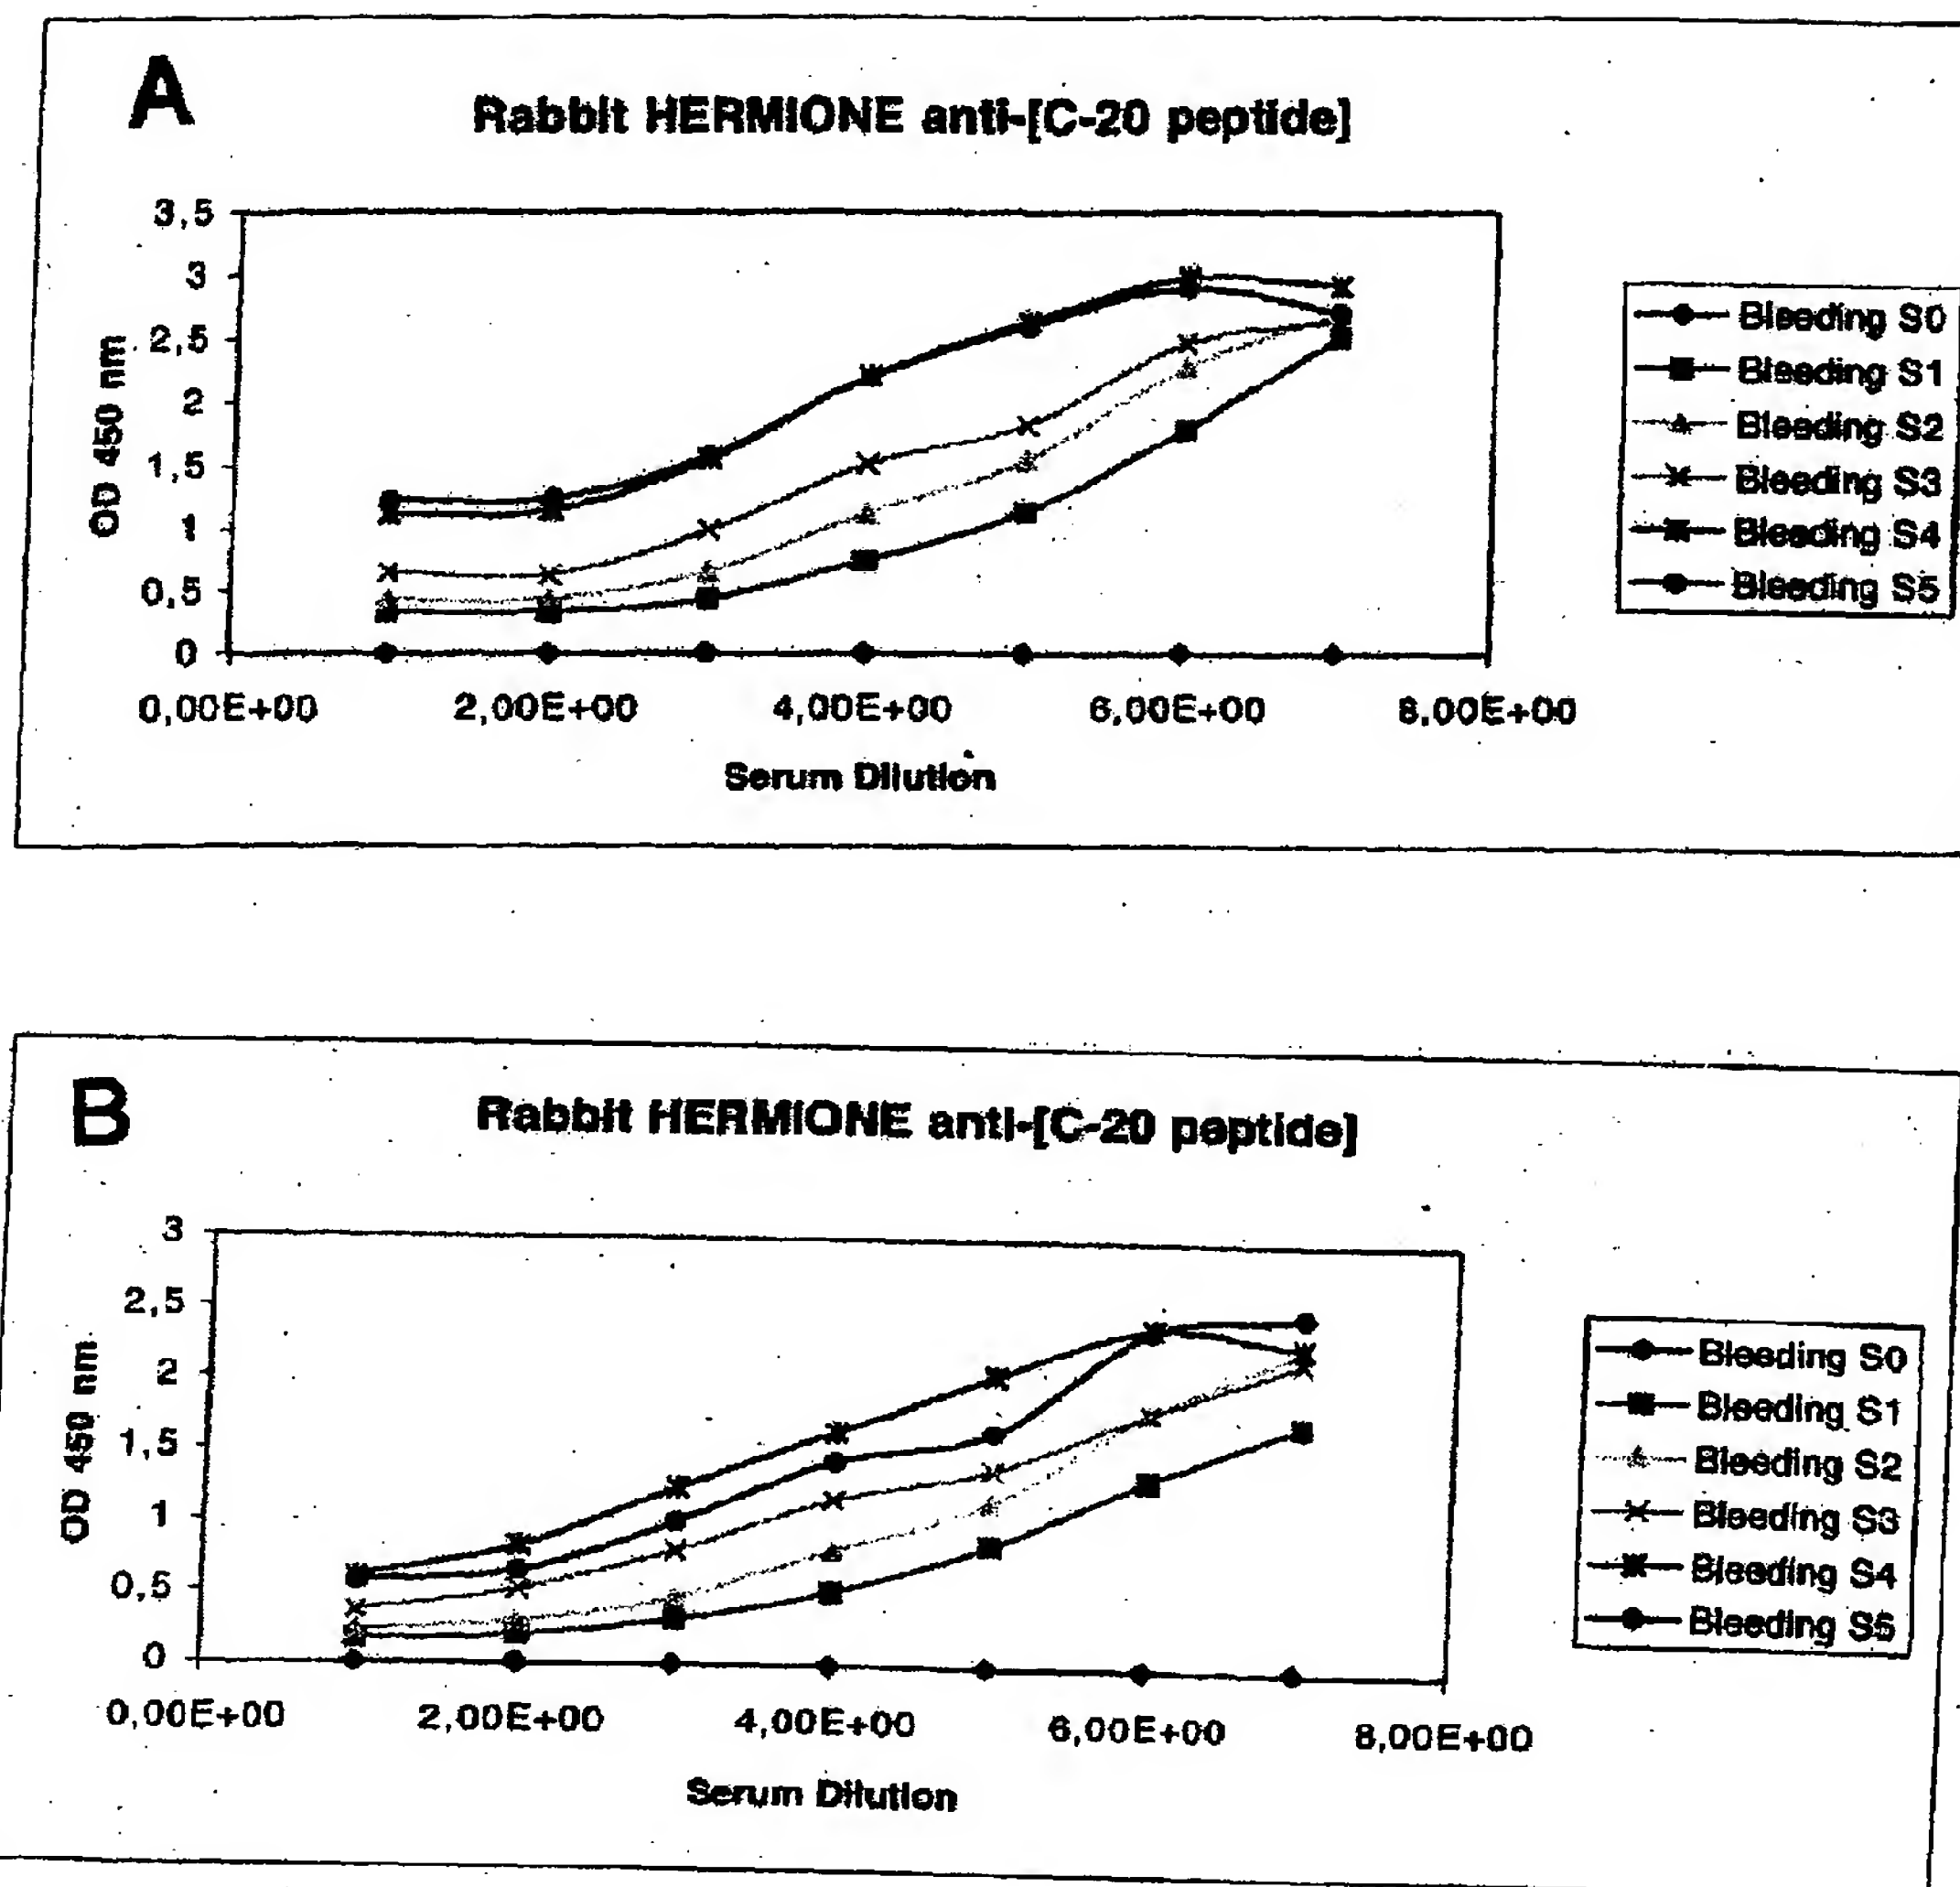 A
Rabbit HERMIONE anti-[C-20 peptide]
3,5
3
2,5
2
1,5
1
0,5
0
OD 450 nm
0,00E+00 2,00E+00 4,00E+00 6,00E+00 8,00E+00
Serum Dilution
Bleeding S0
Bleeding S1
Bleeding S2
Bleeding S3
Bleeding S4
Bleeding S5
B
Rabbit HERMIONE anti-[C-20 peptide]
3
2,5
2
1,5
1
0,5
0
OD 450 nm
0,00E+00 2,00E+00 4,00E+00 6,00E+00 8,00E+00
Serum Dilution
Bleeding S0
Bleeding S1
Bleeding S2
Bleeding S3
Bleeding S4
Bleeding S5